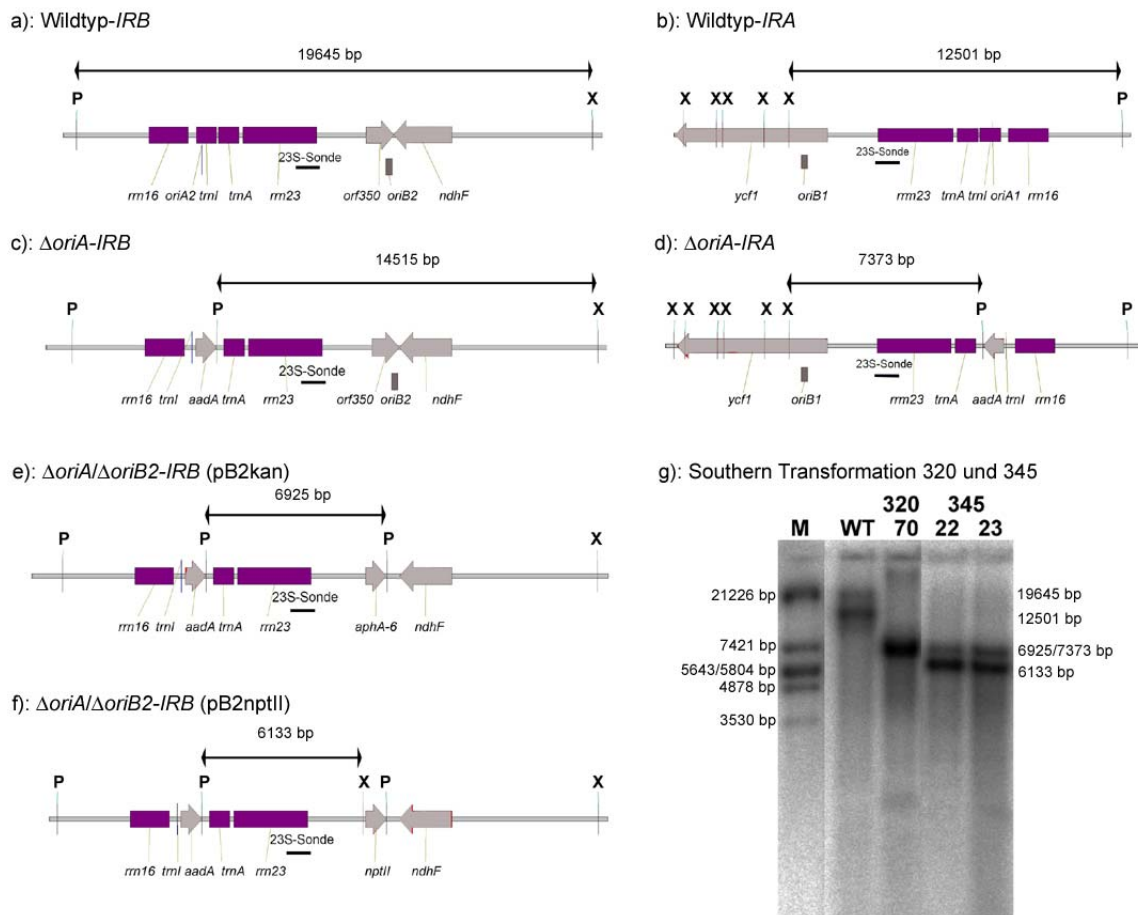 a): Wildtyp-IRB
19645 bp
P X
23S-Sonde
rrn16 oriA2 trnI trnA rrn23 orf350 oriB2 ndhF
b): Wildtyp-IRA
12501 bp
X X X X X P
23S-Sonde
ycf1 oriB1 rrrn23 trnA trnI oriA1 rrn16
c): ΔoriA-IRB
14515 bp
P P X
23S-Sonde
rrn16 trnI aadA trnA rrn23 orf350 oriB2 ndhF
d): ΔoriA-IRA
7373 bp
X X X X X X P P
23S-Sonde
ycf1 oriB1 rrrn23 trnA aadA trnI rrn16
e): ΔoriA/ΔoriB2-IRB (pB2kan)
6925 bp
P P P X
23S-Sonde
rrn16 trnI aadA trnA rrn23 aphA-6 ndhF
f): ΔoriA/ΔoriB2-IRB (pB2nptII)
6133 bp
P P X P X
23S-Sonde
rrn16 trnI aadA trnA rrn23 nptII ndhF
g): Southern Transformation 320 und 345
320 345
M WT 70 22 23
21226 bp 19645 bp
12501 bp
7421 bp 6925/7373 bp
5643/5804 bp 6133 bp
4878 bp
3530 bp